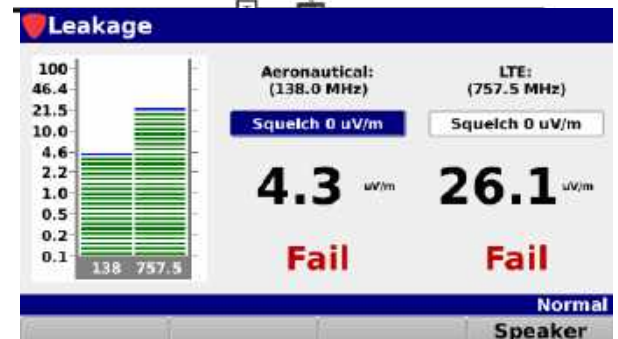 Leakage
100
46.4
21.5
10.0
4.6
2.2
1.0
0.5
0.2
0.1
138 757.5
Aeronautical:
(138.0 MHz)
Squelch 0 uV/m
4.3 uV/m
Fail
LTE:
(757.5 MHz)
Squelch 0 uV/m
26.1 uV/m
Fail
Normal
Speaker